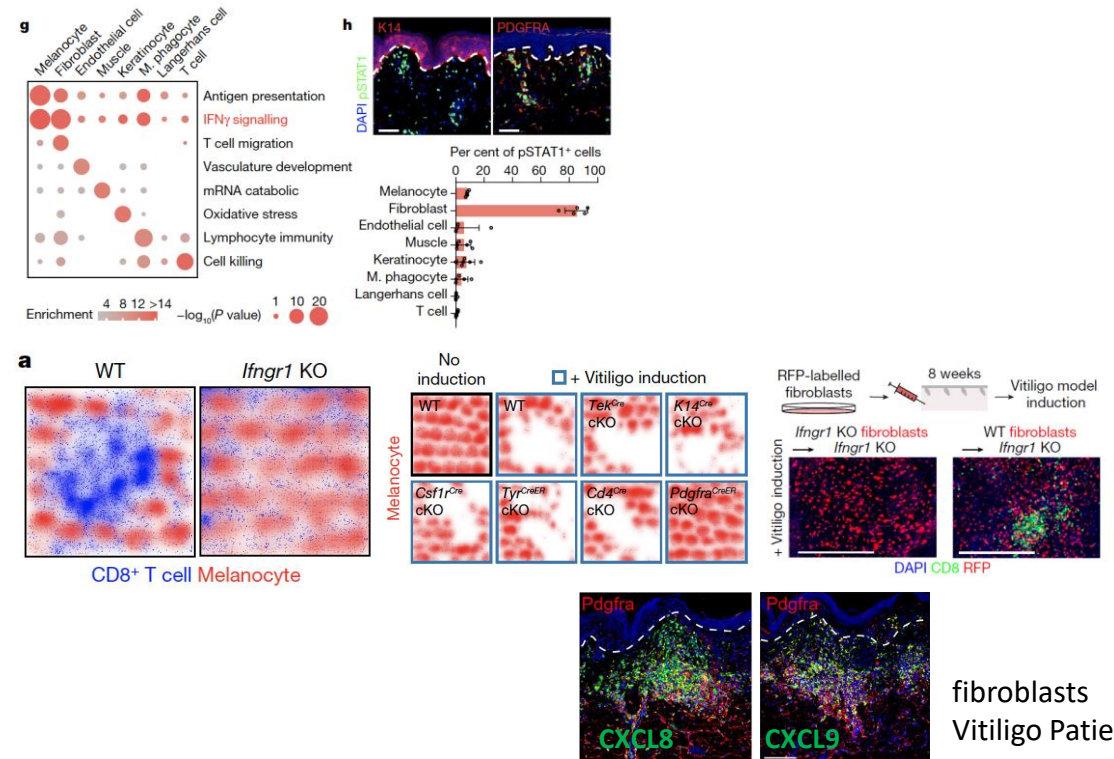 g
Melanocyte
Fibroblast
Endothelial cell
Muscle
Keratinocyte
M. phagocyte
Langerhans cell
T cell
Antigen presentation
IFNγ signalling
T cell migration
Vasculature development
mRNA catabolic
Oxidative stress
Lymphocyte immunity
Cell killing
Enrichment 4 8 12 >14 −log10(P value) 1 10 20
h
K14 PDGFRA
DAPI pSTAT1
Per cent of pSTAT1+ cells
0 20 40 60 80 100
Melanocyte
Fibroblast
Endothelial cell
Muscle
Keratinocyte
M. phagocyte
Langerhans cell
T cell
a
WT Ifngr1 KO
CD8+ T cell Melanocyte
No
induction
+ Vitiligo induction
Melanocyte
WT
WT
TekCre
cKO
K14Cre
cKO
Csf1rCre
cKO
TyrCreER
cKO
Cd4Cre
cKO
PdgfraCreER
cKO
RFP-labelled
fibroblasts
8 weeks
Vitiligo model
induction
Ifngr1 KO fibroblasts
Ifngr1 KO
WT fibroblasts
Ifngr1 KO
+ Vitiligo induction
DAPI CD8 RFP
Pdgfra
CXCL8
Pdgfra
CXCL9
fibroblasts
Vitiligo Patie